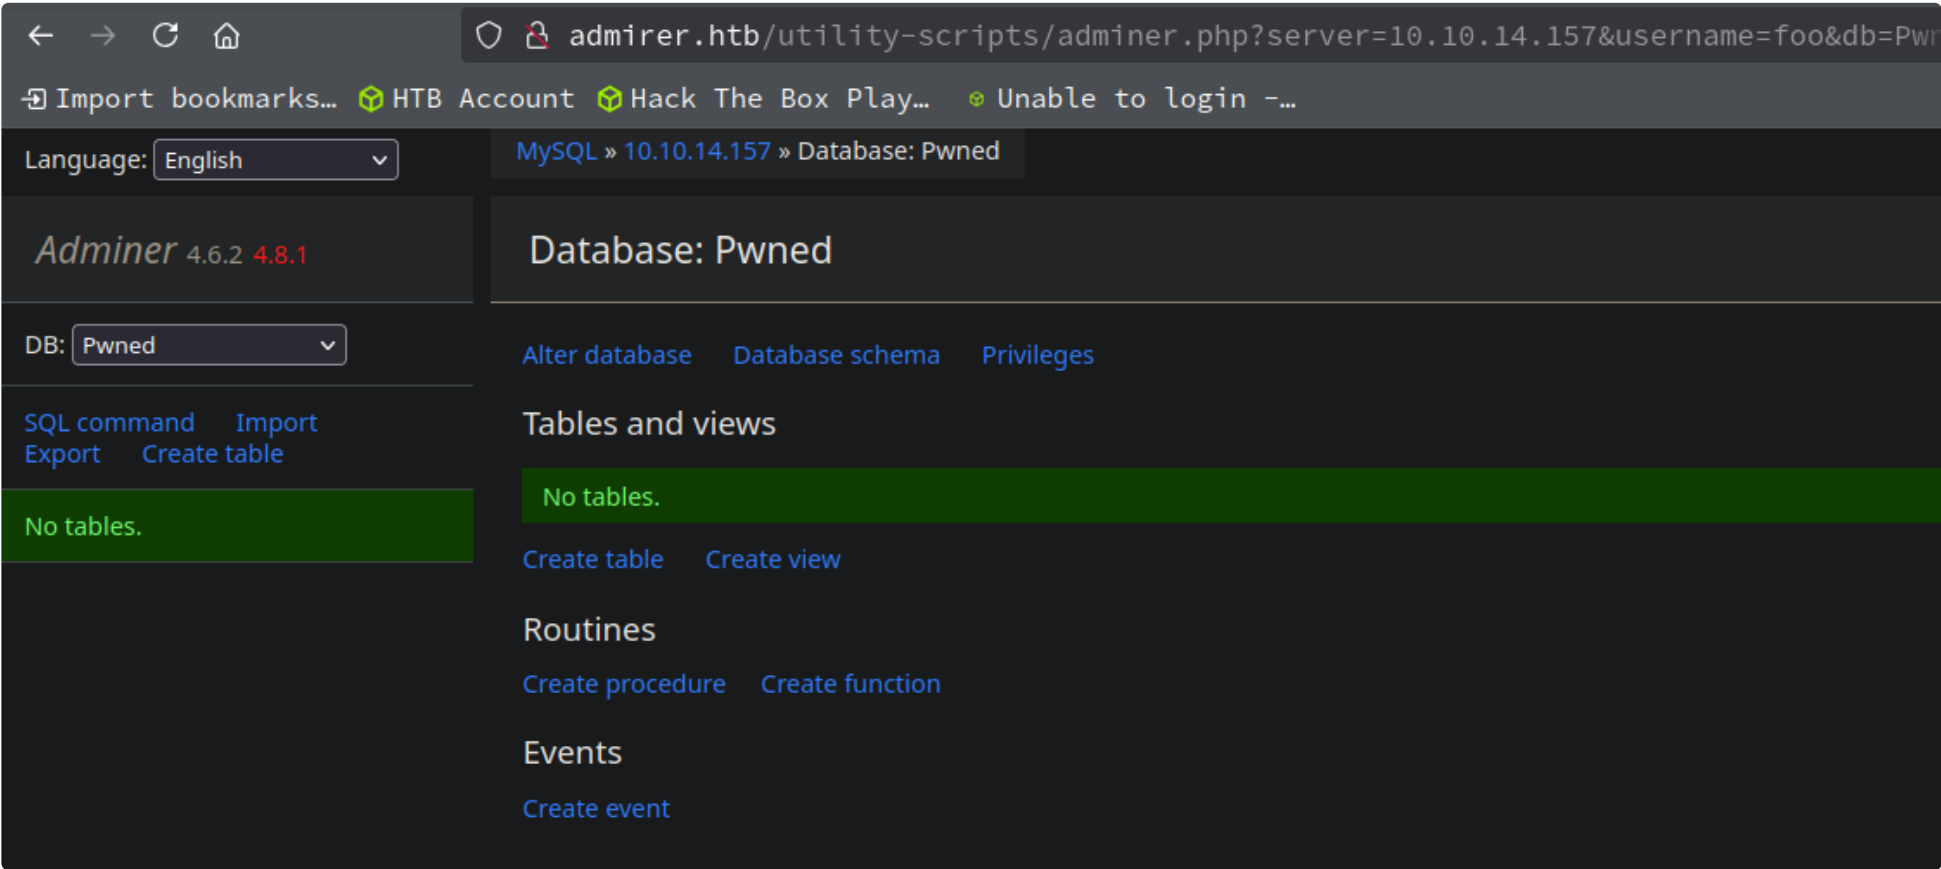 admirer.htb/utility-scripts/adminer.php?server=10.10.14.157&username=foo&db=Pwn
Import bookmarks… HTB Account Hack The Box Play… Unable to login -…
Language: English
MySQL » 10.10.14.157 » Database: Pwned
Adminer 4.6.2 4.8.1
Database: Pwned
DB: Pwned
Alter database Database schema Privileges
SQL command Import
Export Create table
No tables.
Tables and views
No tables.
Create table Create view
Routines
Create procedure Create function
Events
Create event